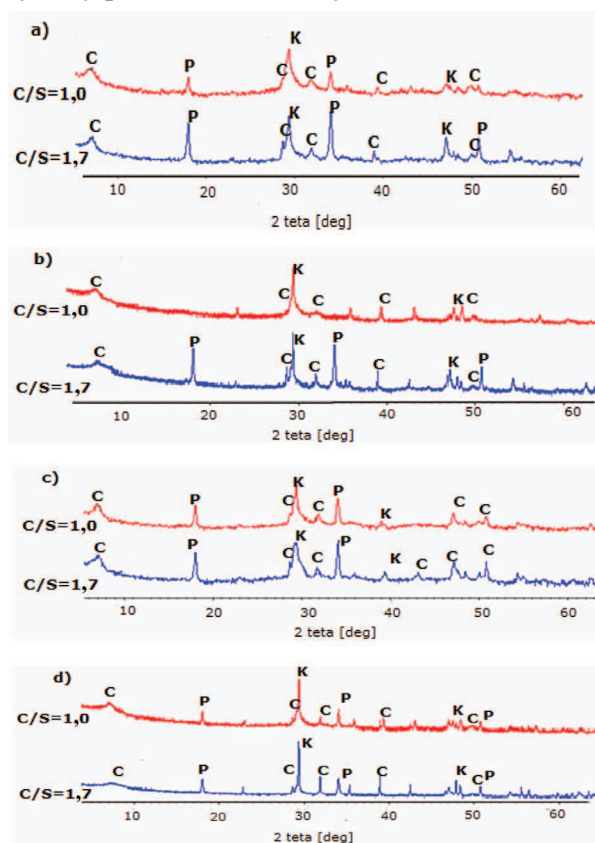 a)
C P C K C P C K C
C/S=1,0
C P C K C P C K C P
C/S=1,7
10 20 30 40 50 60
2 teta [deg]
b)
C C K C C K C
C/S=1,0
C P C K C P C K C P
C/S=1,7
10 20 30 40 50 60
2 teta [deg]
c)
C P C K C P K C C
C/S=1,0
C P C K C P K C C C
C/S=1,7
10 20 30 40 50 60
2 teta [deg]
d)
C P C K C P C K C P
C/S=1,0
C P C K C P C K C P
C/S=1,7
10 20 30 40 50 60
2 teta [deg]